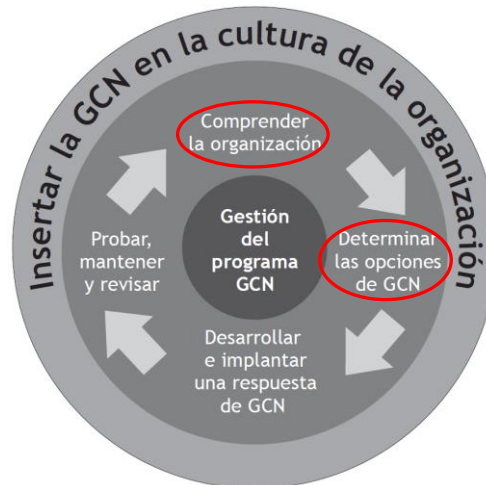 Insertar la GCN en la cultura de la organización
Comprender
la organización
Gestión
del
programa
GCN
Determinar
las opciones
de GCN
Desarrollar
e implantar
una respuesta
de GCN
Probar,
mantener
y revisar